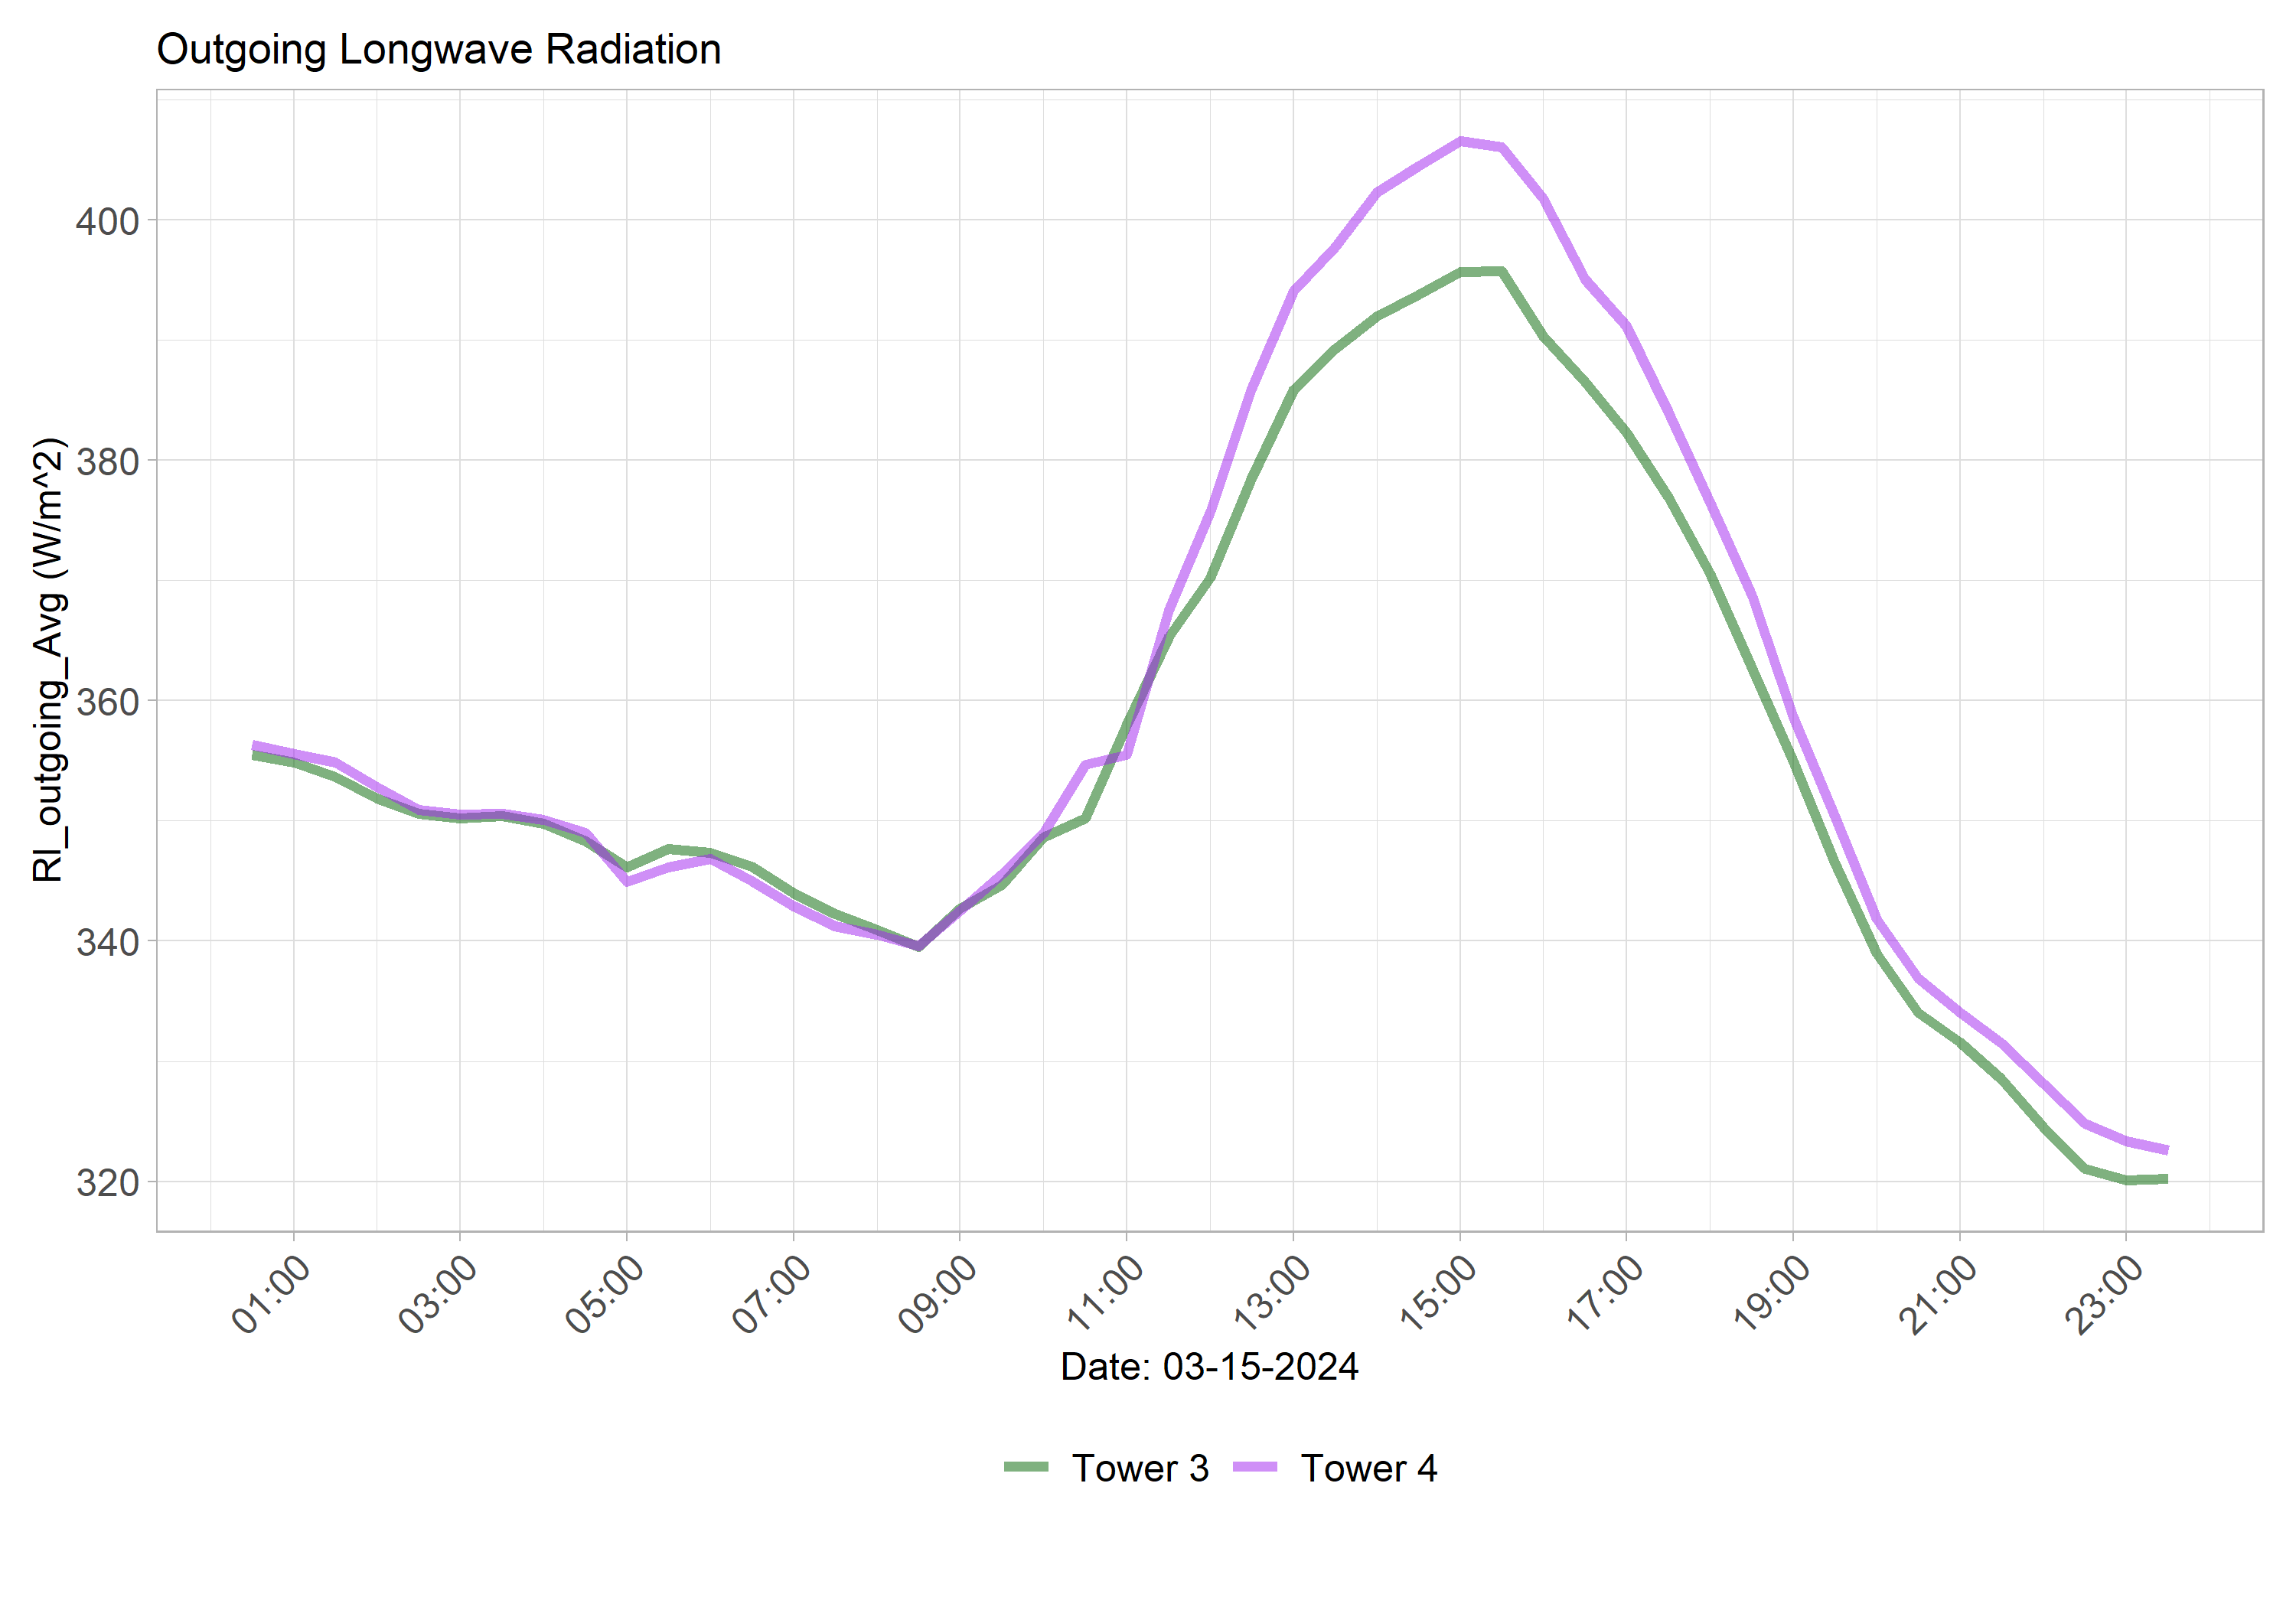 Outgoing Longwave Radiation
Rl_outgoing_Avg (W/m^2)
400
380
360
340
320
01:00 03:00 05:00 07:00 09:00 11:00 13:00 15:00 17:00 19:00 21:00 23:00
Date: 03-15-2024
Tower 3 Tower 4